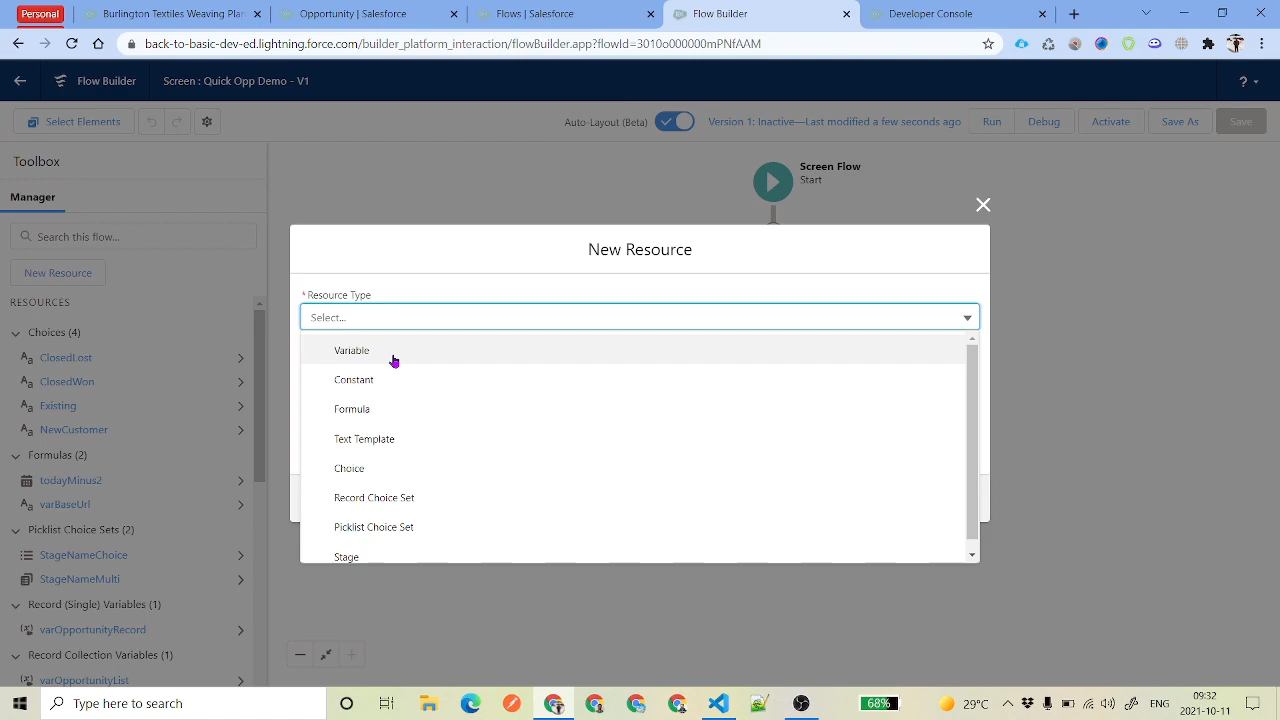 Personal
Burlington Textiles Weaving Plan
Opportunity | Salesforce
Flows | Salesforce
Flow Builder
Developer Console
back-to-basic-dev-ed.lightning.force.com/builder_platform_interaction/flowBuilder.app?flowId=3010o000000mPNfAAM
Flow Builder
Screen : Quick Opp Demo - V1
?
Select Elements
Auto-Layout (Beta)
Version 1: Inactive—Last modified a few seconds ago
Run
Debug
Activate
Save As
Save
Toolbox
Manager
Search this flow...
New Resource
RESOURCES
Choices (4)
ClosedLost
ClosedWon
Existing
NewCustomer
Formulas (2)
todayMinus2
varBaseUrl
Picklist Choice Sets (2)
StageNameChoice
StageNameMulti
Record (Single) Variables (1)
varOpportunityRecord
Record Collection Variables (1)
varOpportunityList
Screen Flow
Start
New Resource
* Resource Type
Select...
Variable
Constant
Formula
Text Template
Choice
Record Choice Set
Picklist Choice Set
Stage
Type here to search
68%
29°C
ENG
09:32
2021-10-11